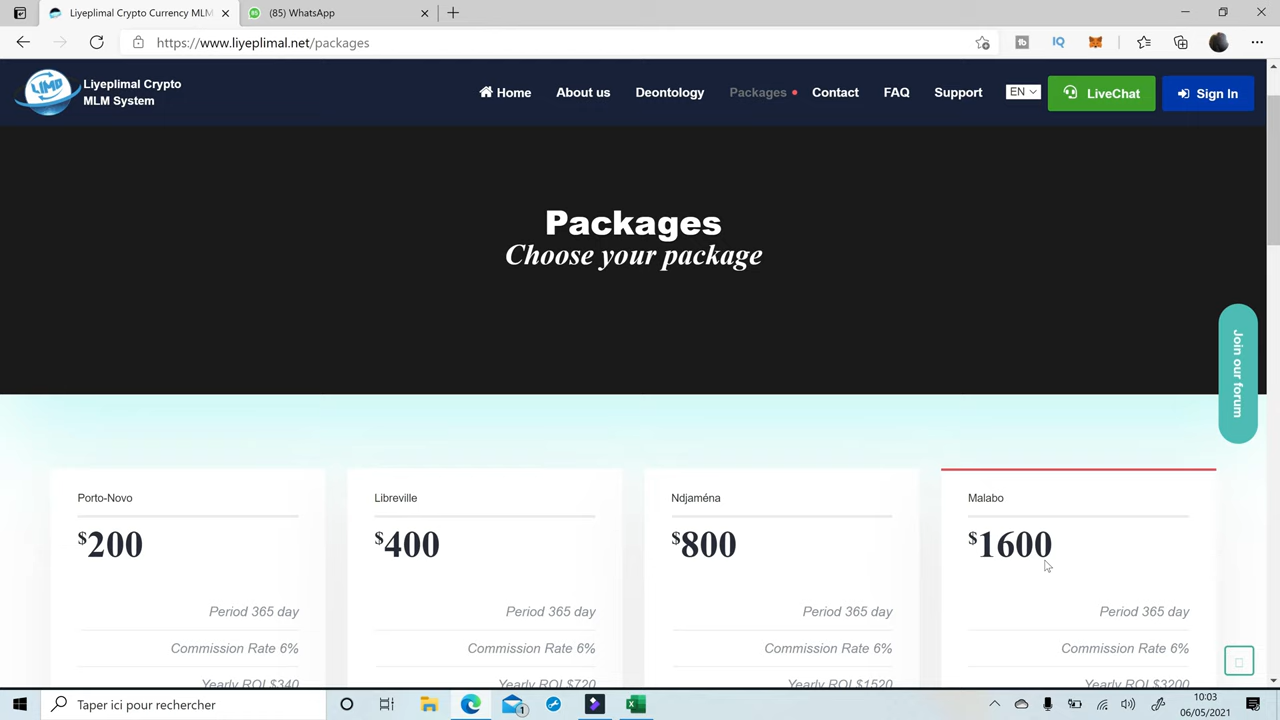 Liyeplimal Crypto Currency MLM
(85) WhatsApp
https://www.liyeplimal.net/packages
IQ
LIMO
Liyeplimal Crypto
MLM System
Home
About us
Deontology
Packages
Contact
FAQ
Support
EN
LiveChat
Sign In
Packages
Choose your package
Join our forum
Porto-Novo
$200
Period 365 day
Commission Rate 6%
Yearly ROI $340
Libreville
$400
Period 365 day
Commission Rate 6%
Yearly ROI $720
Ndjaména
$800
Period 365 day
Commission Rate 6%
Yearly ROI $1520
Malabo
$1600
Period 365 day
Commission Rate 6%
Yearly ROI $3200
Taper ici pour rechercher
1
10:03
06/05/2021